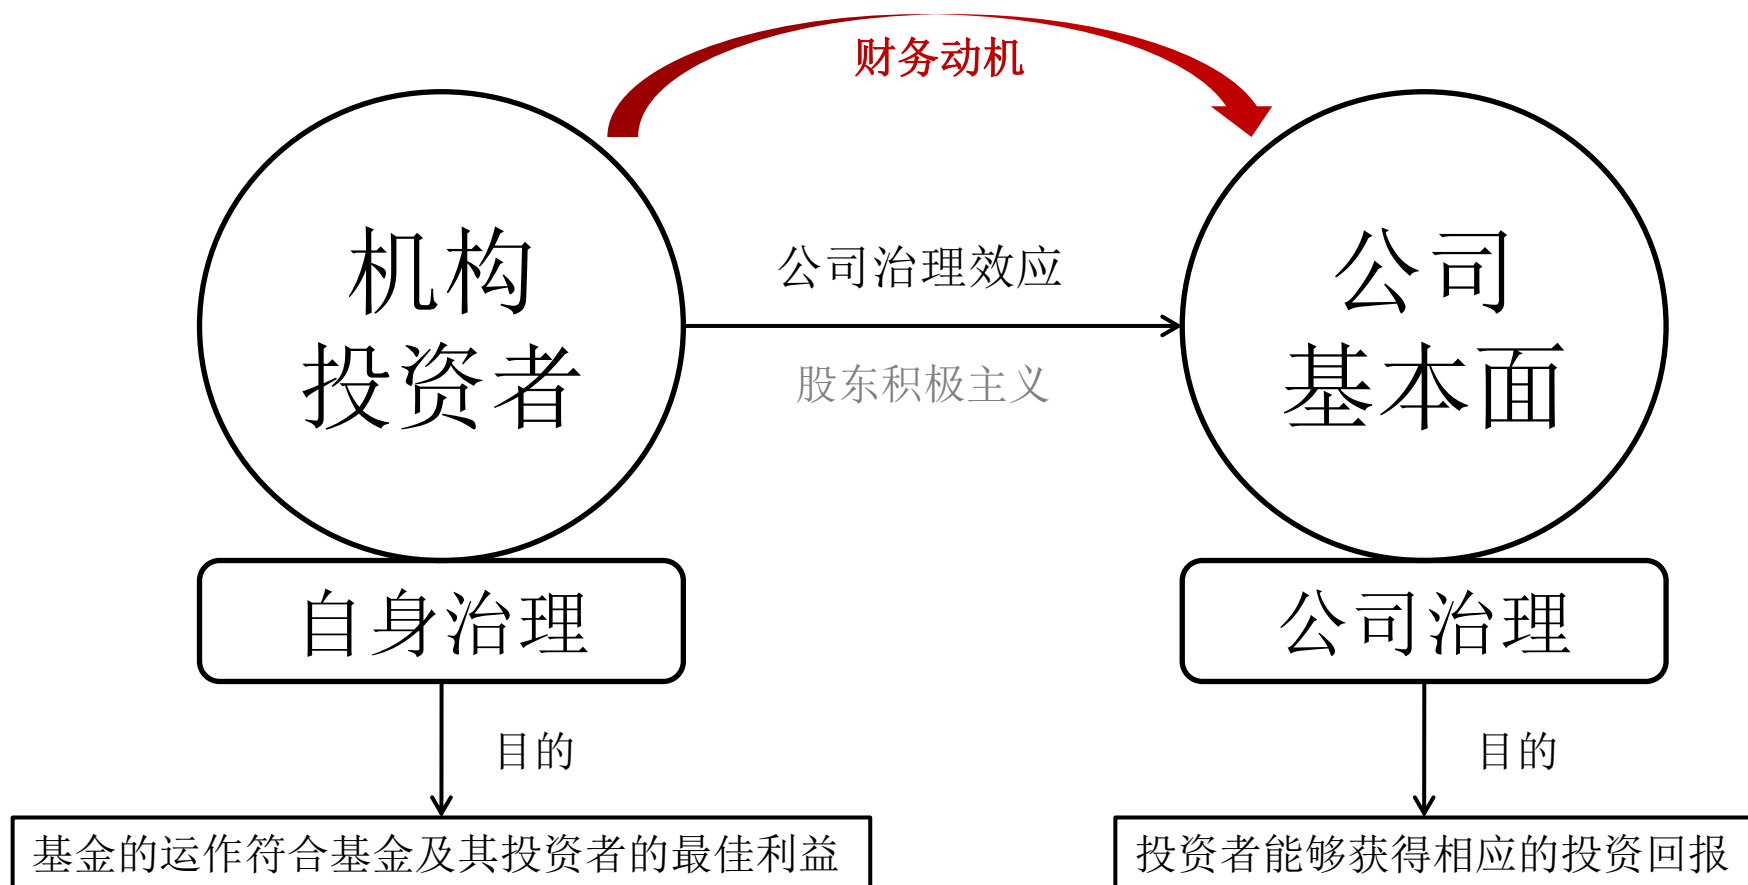 财务动机
机构
投资者
公司治理效应
股东积极主义
公司
基本面
自身治理
公司治理
目的
目的
基金的运作符合基金及其投资者的最佳利益
投资者能够获得相应的投资回报